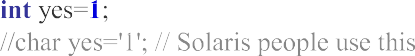 int yes=1;
//char yes='1'; // Solaris people use this